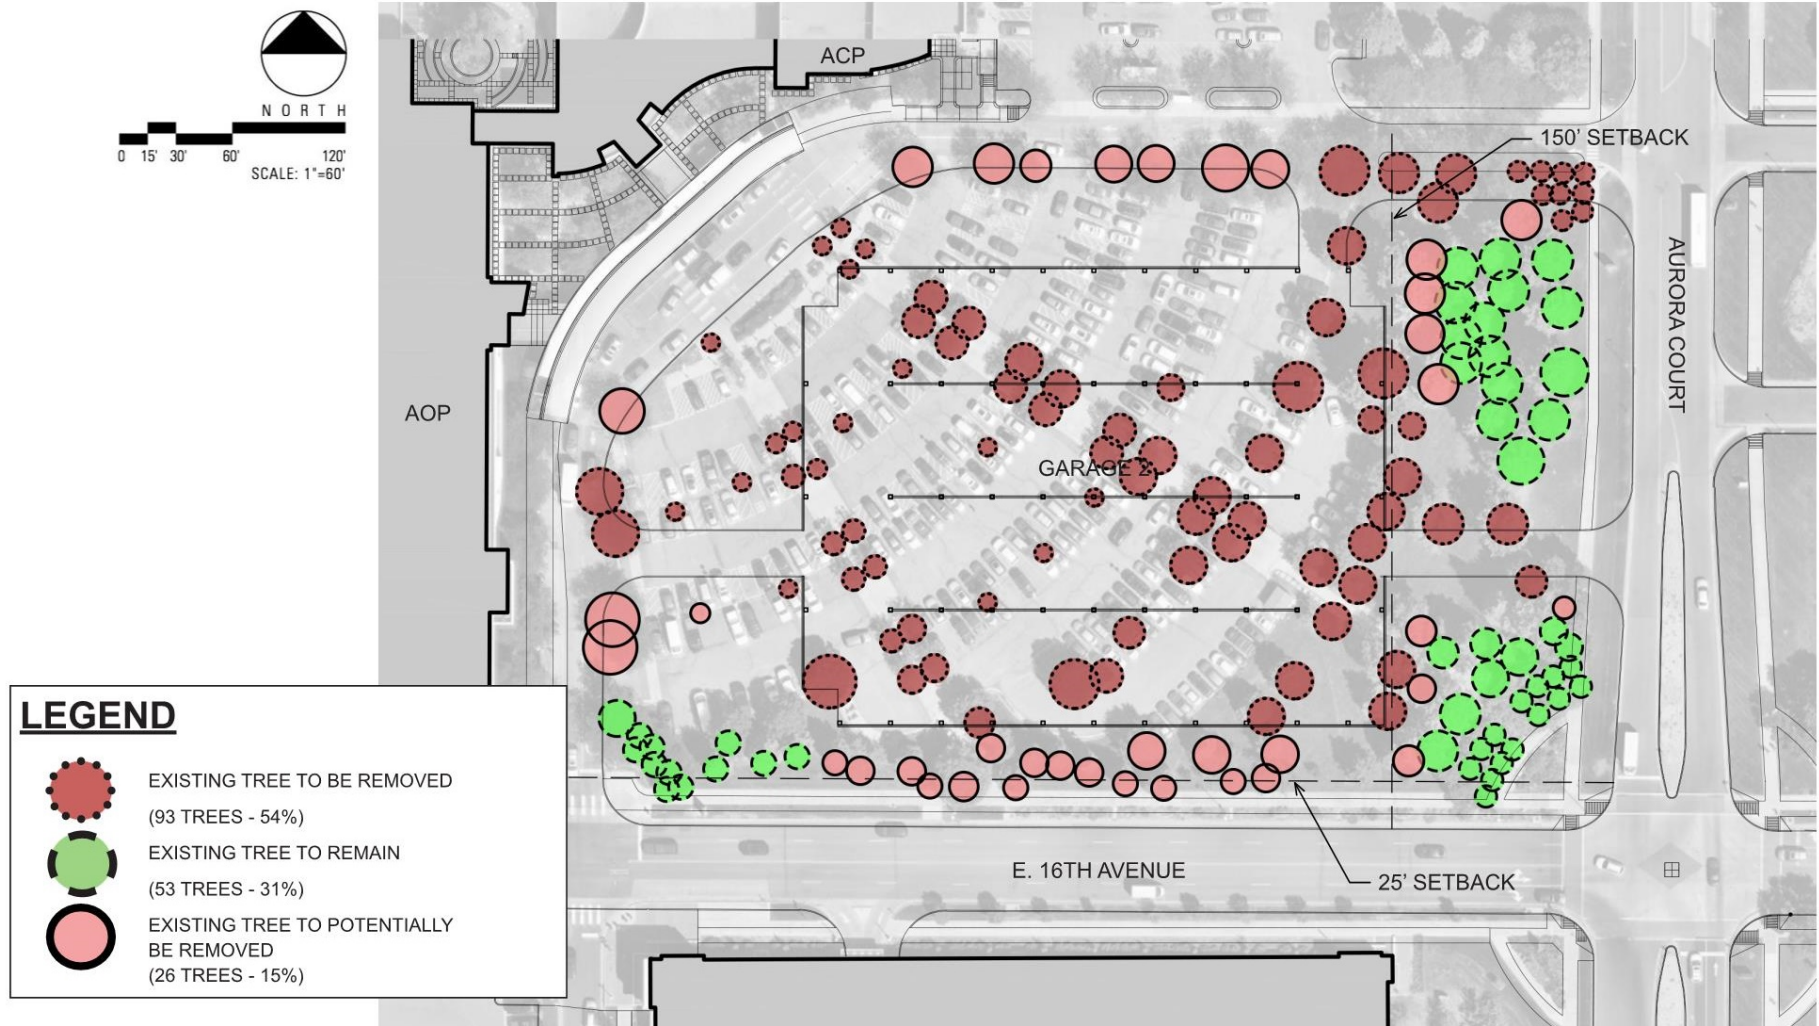 ACP
NORTH
0 15' 30' 60' 120'
SCALE: 1"=60'
150' SETBACK
AURORA COURT
AOP
GARAGE 2
LEGEND
EXISTING TREE TO BE REMOVED
(93 TREES - 54%)
EXISTING TREE TO REMAIN
(53 TREES - 31%)
EXISTING TREE TO POTENTIALLY
BE REMOVED
(26 TREES - 15%)
E. 16TH AVENUE
25' SETBACK